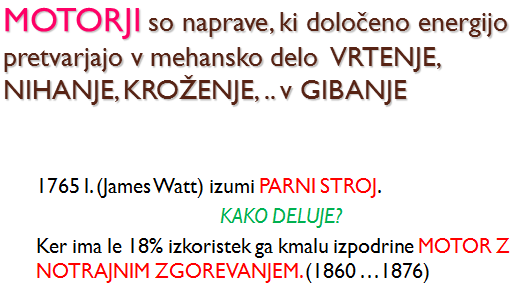 MOTORJI so naprave, ki določeno energijo
pretvarjajo v mehansko delo VRTENJE,
NIHANJE, KROŽENJE, .. v GIBANJE
1765 l. (James Watt) izumi PARNI STROJ.
KAKO DELUJE?
Ker ima le 18% izkoristek ga kmalu izpodrine MOTOR Z
NOTRAJNIM ZGOREVANJEM. (1860 …1876)